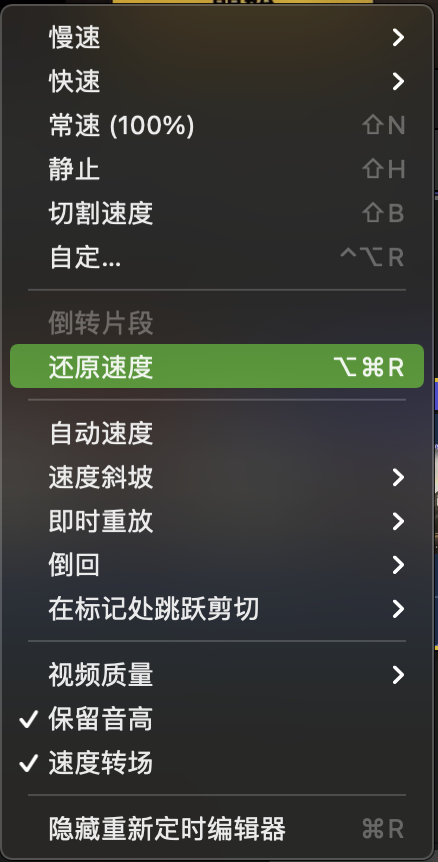 慢速
快速
常速 (100%) ⇧N
静止 ⇧H
切割速度 ⇧B
自定... ^⌥R
倒转片段
还原速度 ⌥⌘R
自动速度
速度斜坡
即时重放
倒回
在标记处跳跃剪切
视频质量
✓ 保留音高
✓ 速度转场
隐藏重新定时编辑器 ⌘R